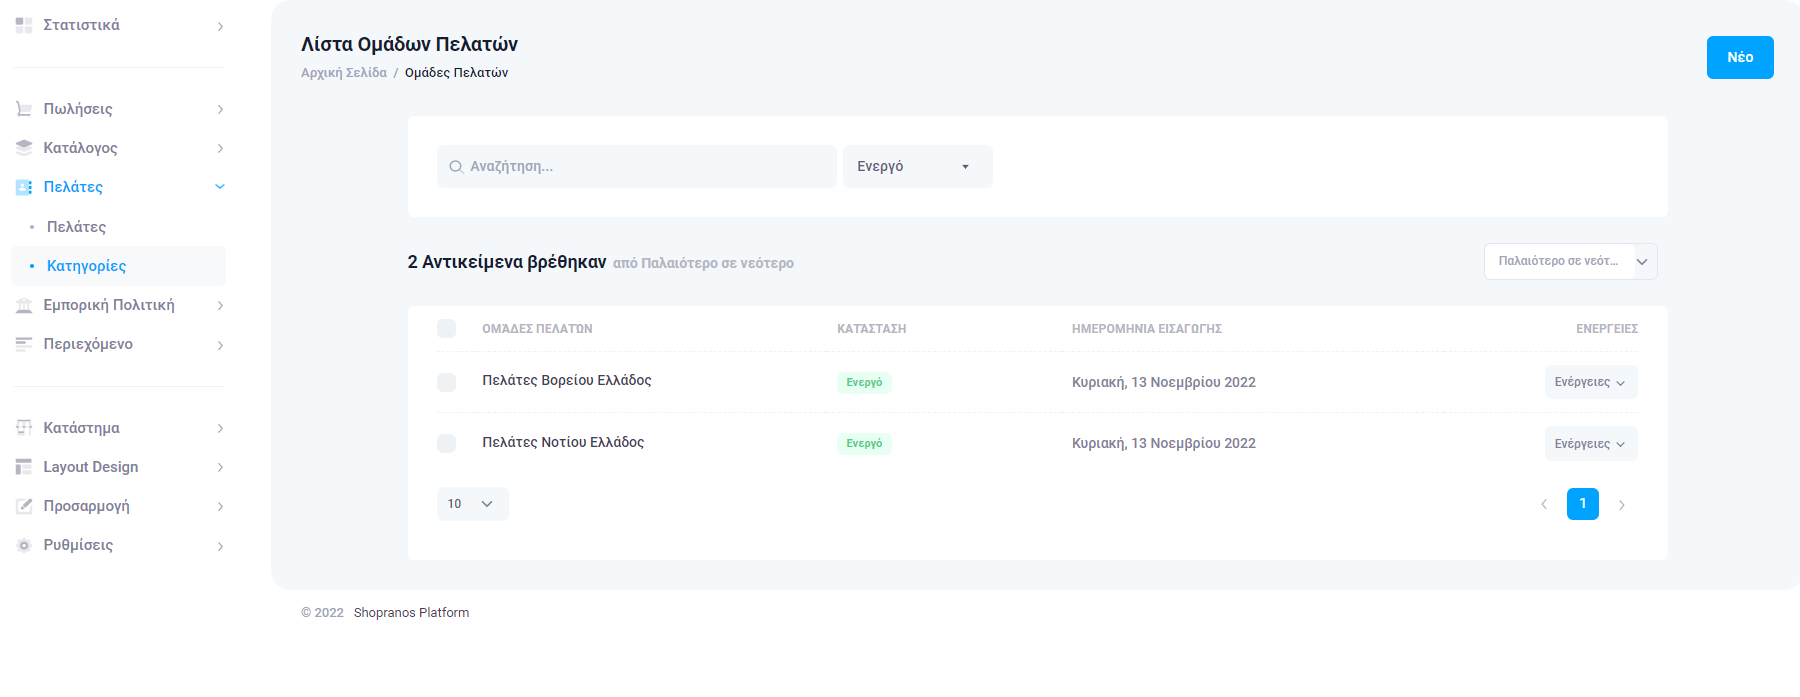 Στατιστικά
Πωλήσεις
Κατάλογος
Πελάτες
Πελάτες
Κατηγορίες
Εμπορική Πολιτική
Περιεχόμενο
Κατάστημα
Layout Design
Προσαρμογή
Ρυθμίσεις
Λίστα Ομάδων Πελατών
Αρχική Σελίδα / Ομάδες Πελατών
Νέο
Αναζήτηση... Ενεργό
2 Αντικείμενα βρέθηκαν από Παλαιότερο σε νεότερο
Παλαιότερο σε νεότ...
ΟΜΆΔΕΣ ΠΕΛΑΤΏΝ ΚΑΤΆΣΤΑΣΗ ΗΜΕΡΟΜΗΝΙΑ ΕΙΣΑΓΩΓΗΣ ΕΝΕΡΓΕΙΕΣ
Πελάτες Βορείου Ελλάδος Ενεργό Κυριακή, 13 Νοεμβρίου 2022 Ενέργειες
Πελάτες Νοτίου Ελλάδος Ενεργό Κυριακή, 13 Νοεμβρίου 2022 Ενέργειες
10 1
© 2022 Shopranos Platform